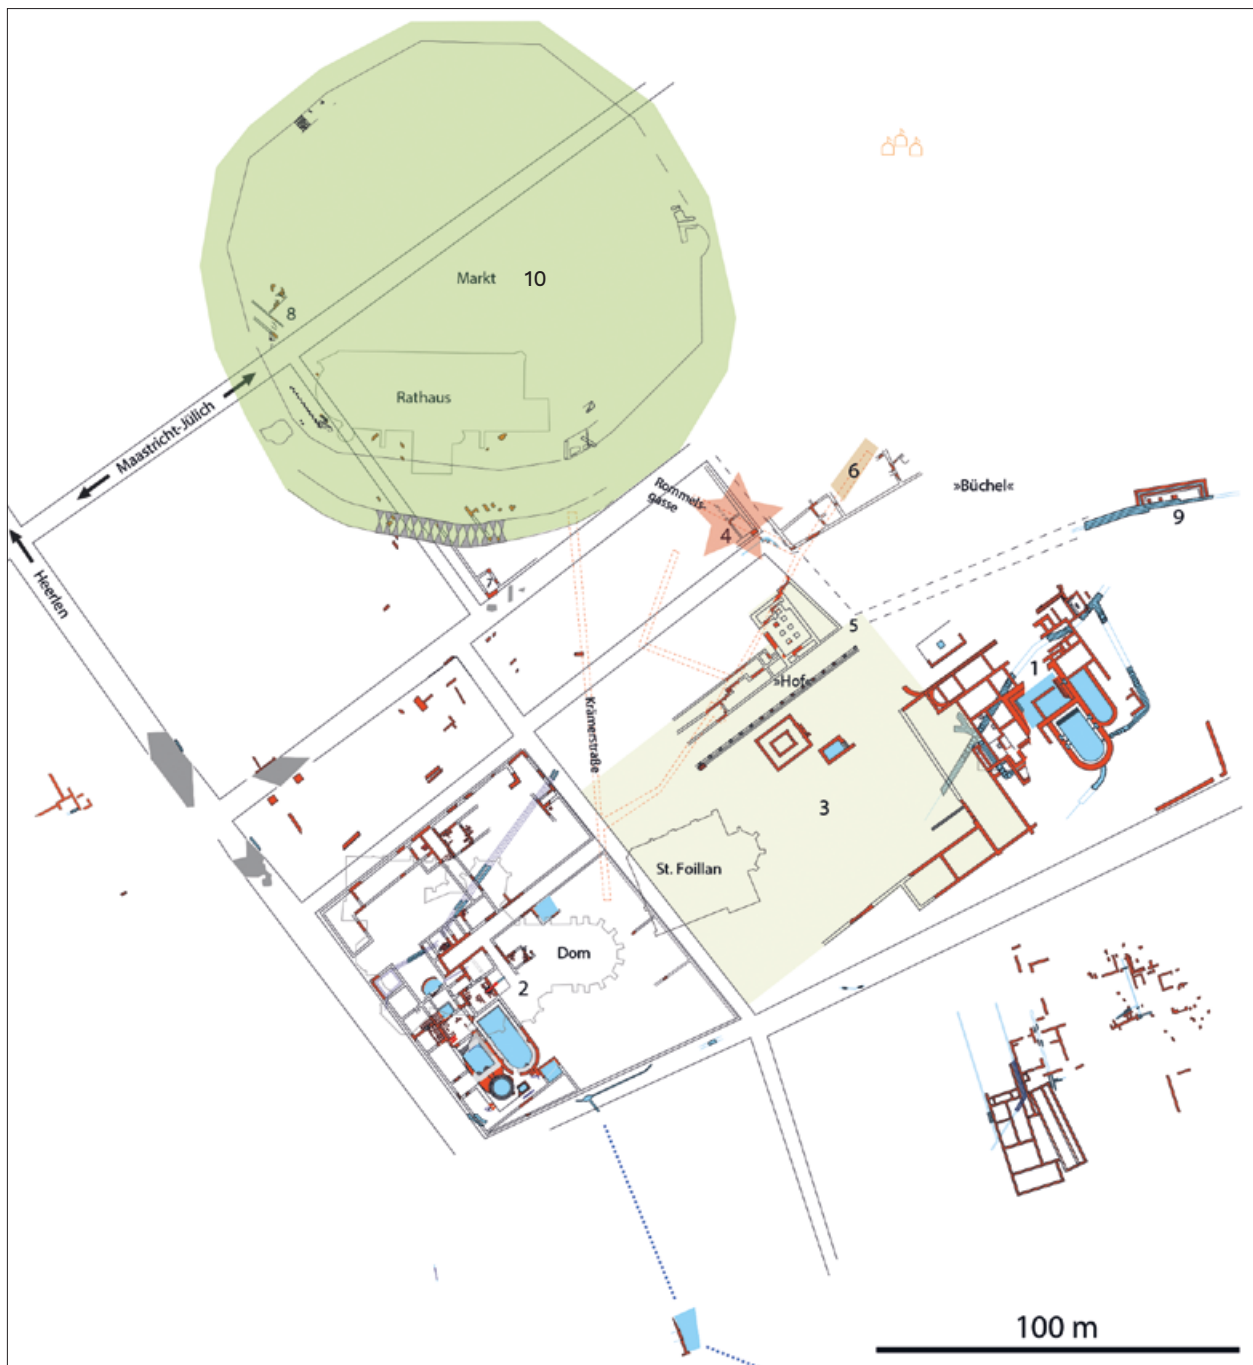 Markt 10
8
Rathaus
Maastricht-Jülich
Heerlen
Rommels-
gasse
4
6
»Büchel«
9
7
5
1
»Hof«
Krämerstraße
3
St. Foillan
Dom
2
100 m